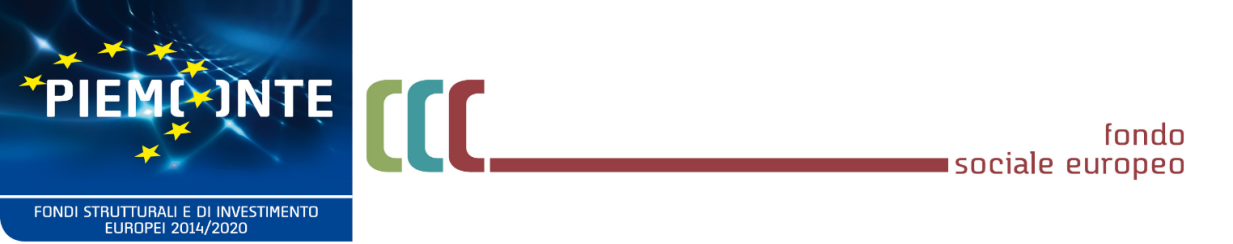 PIEMONTE
FONDI STRUTTURALI E DI INVESTIMENTO
EUROPEI 2014/2020
fondo
sociale europeo